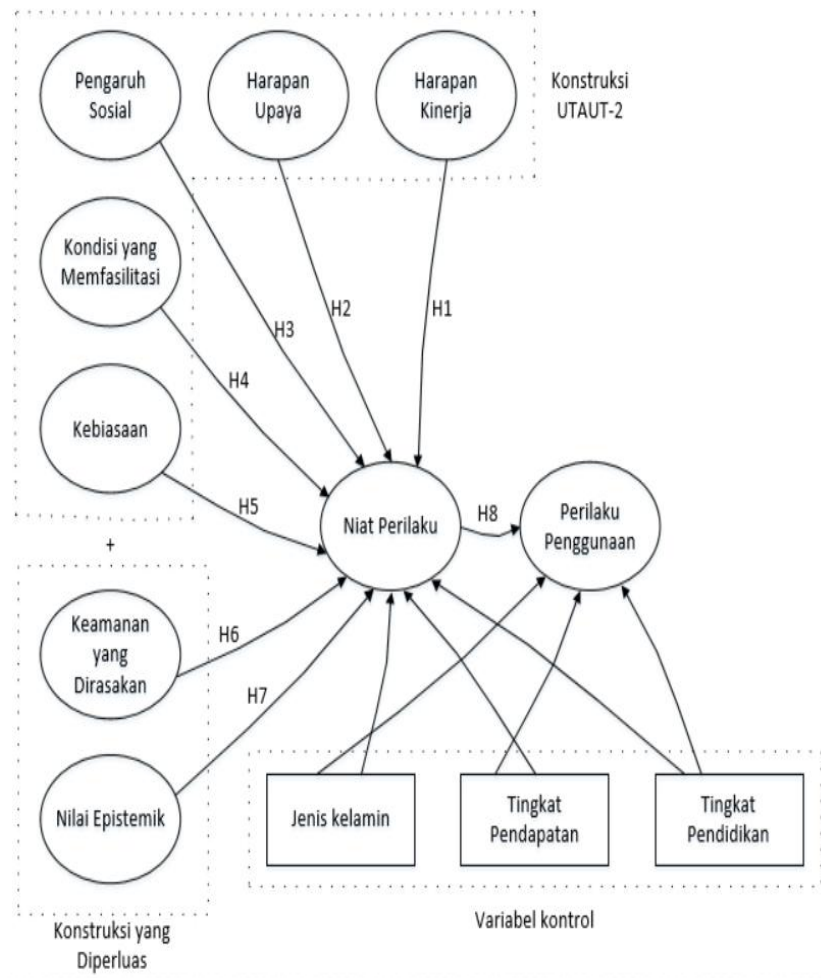 Pengaruh
Sosial
Harapan
Upaya
Harapan
Kinerja
Konstruksi
UTAUT-2
Kondisi yang
Memfasilitasi
H3
H2
H1
H4
Kebiasaan
H5
Niat Perilaku
H8
Perilaku
Penggunaan
+
Keamanan
yang
Dirasakan
H6
H7
Nilai Epistemik
Jenis kelamin
Tingkat
Pendapatan
Tingkat
Pendidikan
Variabel kontrol
Konstruksi yang
Diperluas